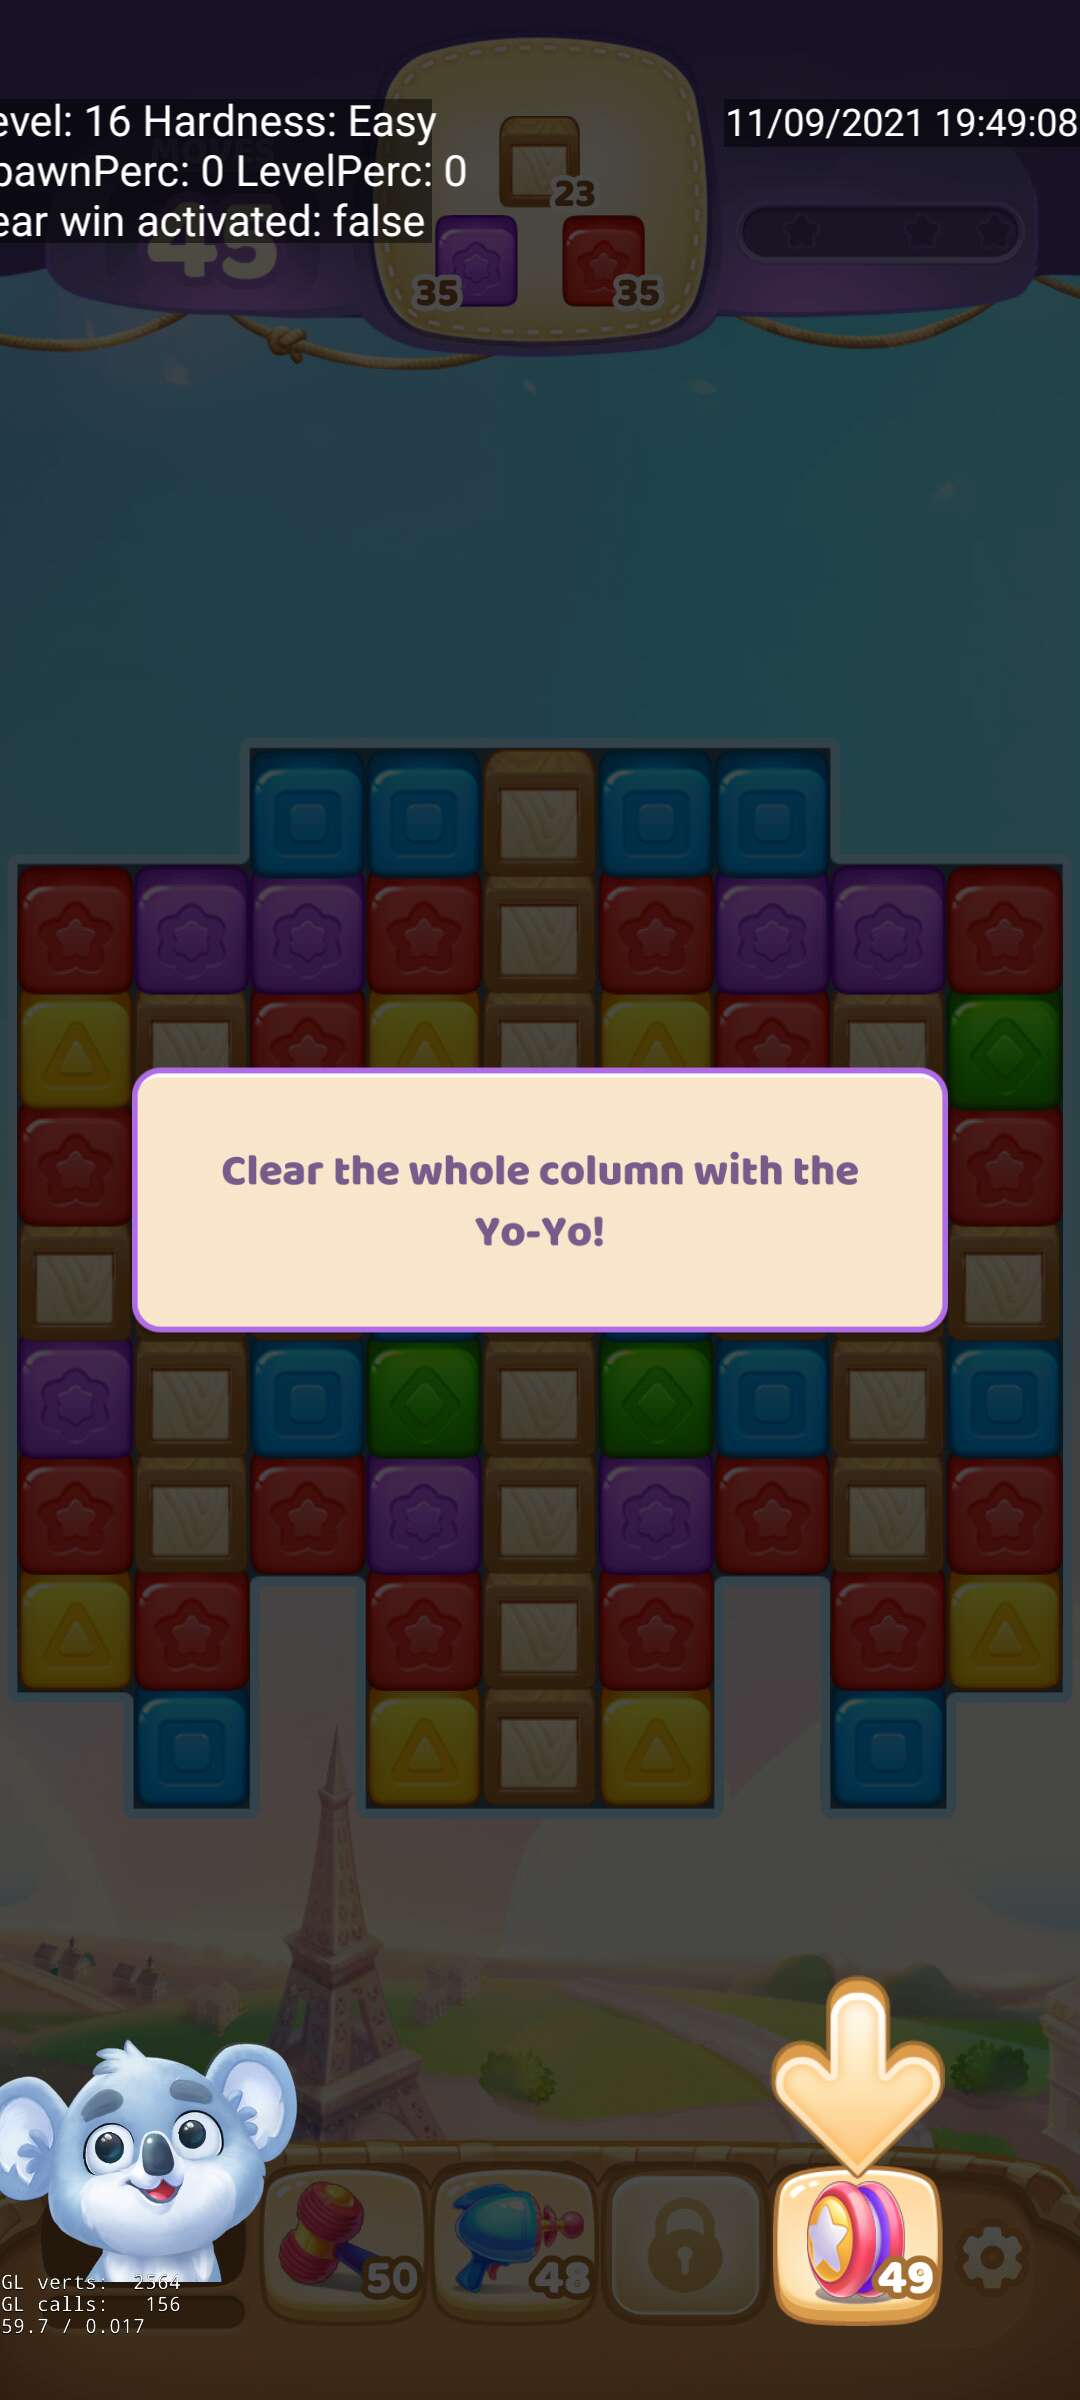 evel: 16 Hardness: Easy
pawnPerc: 0 LevelPerc: 0
ear win activated: false
11/09/2021 19:49:08
MOVES
45
23
35
35
Clear the whole column with the
Yo-Yo!
50
48
49
GL verts: 2564
GL calls: 156
59.7 / 0.017